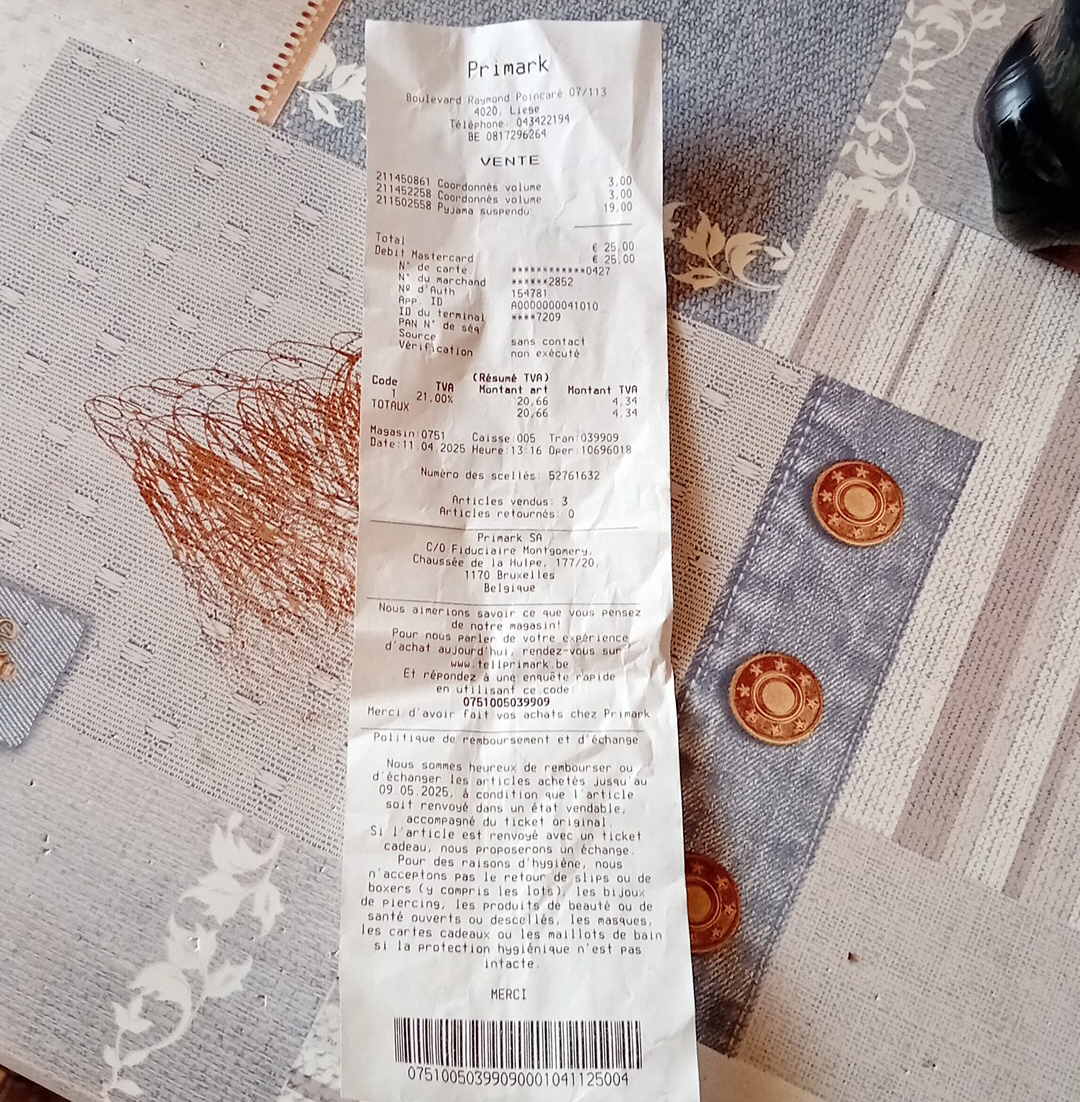 Primark
Boulevard Raymond Poincaré 07/113
4020, Liege
Téléphone: 043422194
BE 0817296264
VENTE
211450861 Coordonnés volume 3,00
211452258 Coordonnés volume 3,00
211502558 Pyjama suspendu 19,00
Total € 25,00
Debit Mastercard € 25,00
N° de carte ************0427
N° du marchand ******2852
Nº d'Auth 154781
App. ID A0000000041010
ID du terminal ****7209
PAN N° de séq
Source sans contact
Vérification non exécuté
(Résumé TVA)
Code TVA Montant art Montant TVA
1 21,00% 20,66 4,34
TOTAUX 20,66 4,34
Magasin:0751 Caisse:005 Tran:039909
Date:11.04.2025 Heure:13:16 Oper:10696018
Numéro des scellés: 52761632
Articles vendus: 3
Articles retournés: 0
Primark SA
C/O Fiduciaire Montgomery,
Chaussée de la Hulpe, 177/20,
1170 Bruxelles
Belgique
Nous aimerions savoir ce que vous pensez
de notre magasin!
Pour nous parler de votre expérience
d'achat aujourd'hui, rendez-vous sur
www.tellprimark.be
Et répondez à une enquête rapide
en utilisant ce code:
0751005039909
Merci d'avoir fait vos achats chez Primark
Politique de remboursement et d'échange
Nous sommes heureux de rembourser ou
d'échanger les articles achetés jusqu'au
09.05.2025, à condition que l'article
soit renvoyé dans un état vendable,
accompagné du ticket original.
Si l'article est renvoyé avec un ticket
cadeau, nous proposerons un échange.
Pour des raisons d'hygiène, nous
n'acceptons pas le retour de slips ou de
boxers (y compris les lots), les bijoux
de piercing, les produits de beauté ou de
santé ouverts ou descellés, les masques,
les cartes cadeaux ou les maillots de bain
si la protection hygiénique n'est pas
intacte.
MERCI
07510050399090001041125004